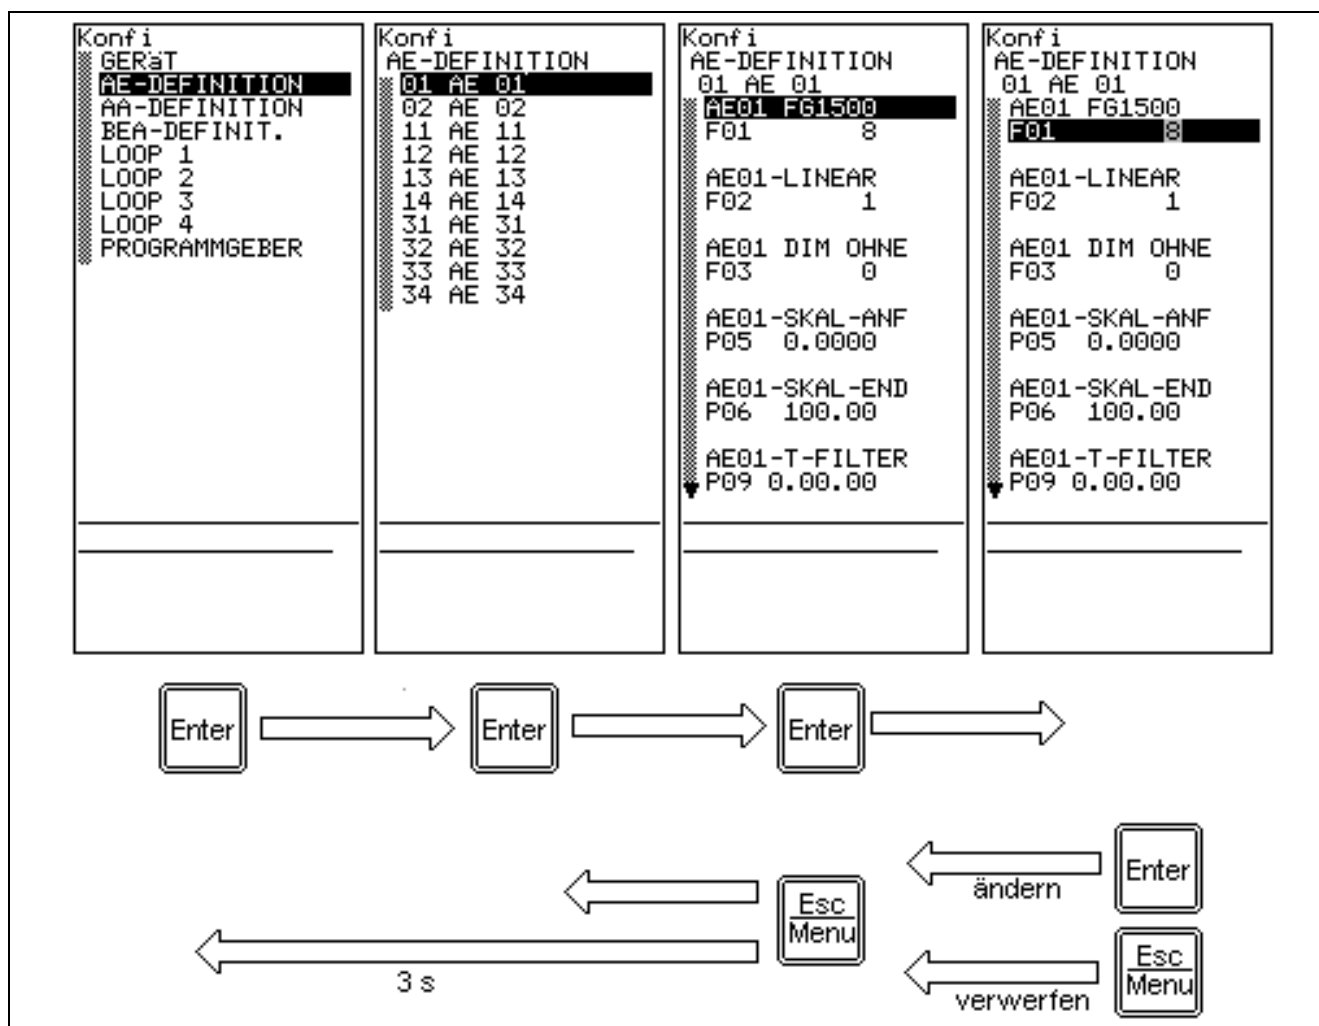 Konfi
GERäT
AE-DEFINITION
AA-DEFINITION
BEA-DEFINIT.
LOOP 1
LOOP 2
LOOP 3
LOOP 4
PROGRAMMGEBER
Konfi
AE-DEFINITION
01 AE 01
02 AE 02
11 AE 11
12 AE 12
13 AE 13
14 AE 14
31 AE 31
32 AE 32
33 AE 33
34 AE 34
Konfi
AE-DEFINITION
01 AE 01
AE01 FG1500
F01 8
AE01-LINEAR
F02 1
AE01 DIM OHNE
F03 0
AE01-SKAL-ANF
P05 0.0000
AE01-SKAL-END
P06 100.00
AE01-T-FILTER
P09 0.00.00
Konfi
AE-DEFINITION
01 AE 01
AE01 FG1500
F01 8
AE01-LINEAR
F02 1
AE01 DIM OHNE
F03 0
AE01-SKAL-ANF
P05 0.0000
AE01-SKAL-END
P06 100.00
AE01-T-FILTER
P09 0.00.00
Enter
Enter
Enter
Enter
ändern
Esc
Menu
3 s
Esc
Menu
verwerfen